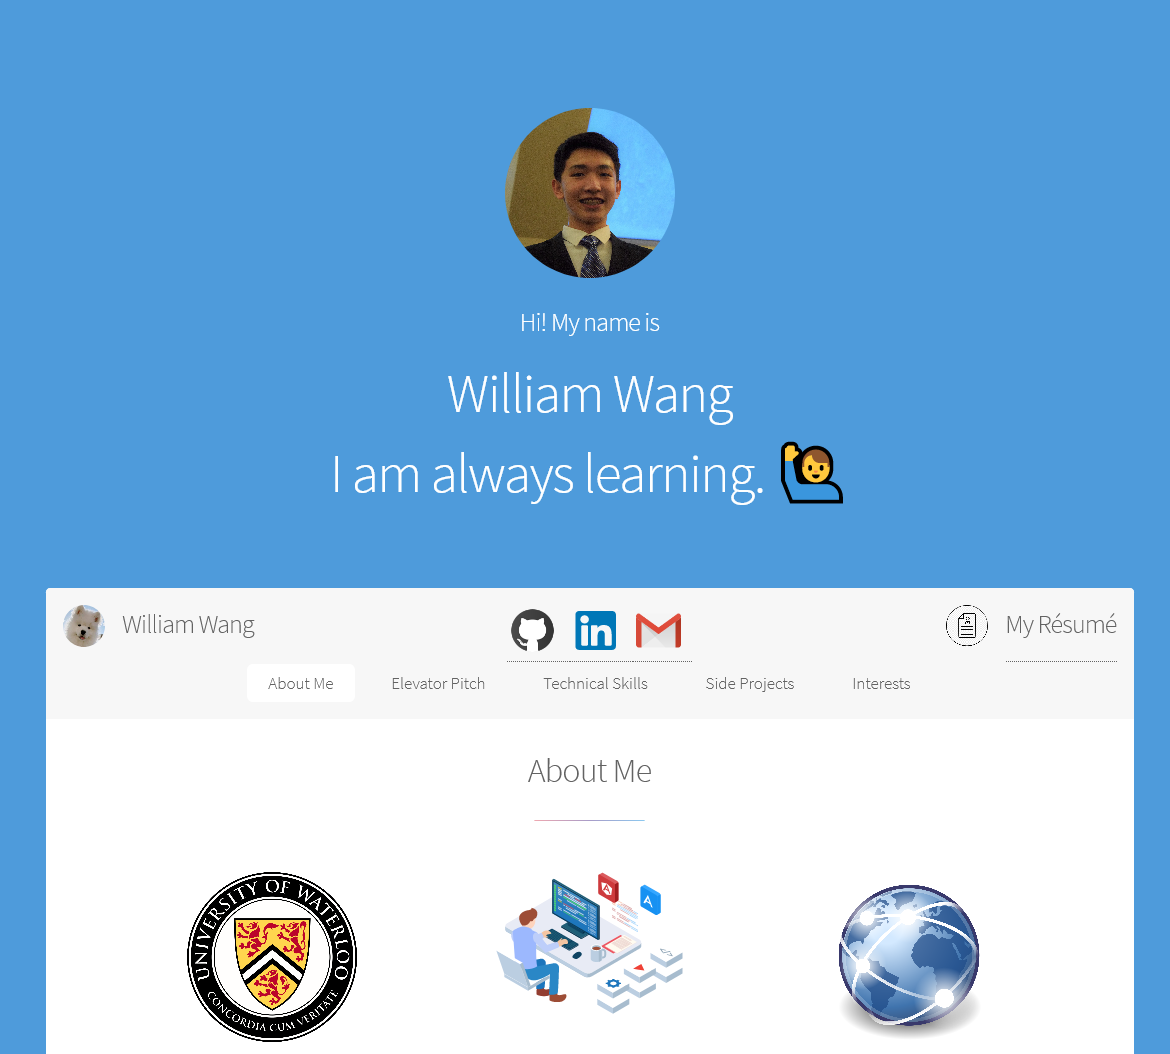 Hi! My name is
William Wang
I am always learning.
William Wang
in
My Résumé
About Me
Elevator Pitch
Technical Skills
Side Projects
Interests
About Me
UNIVERSITY OF WATERLOO
CONCORDIA CUM VERITATE